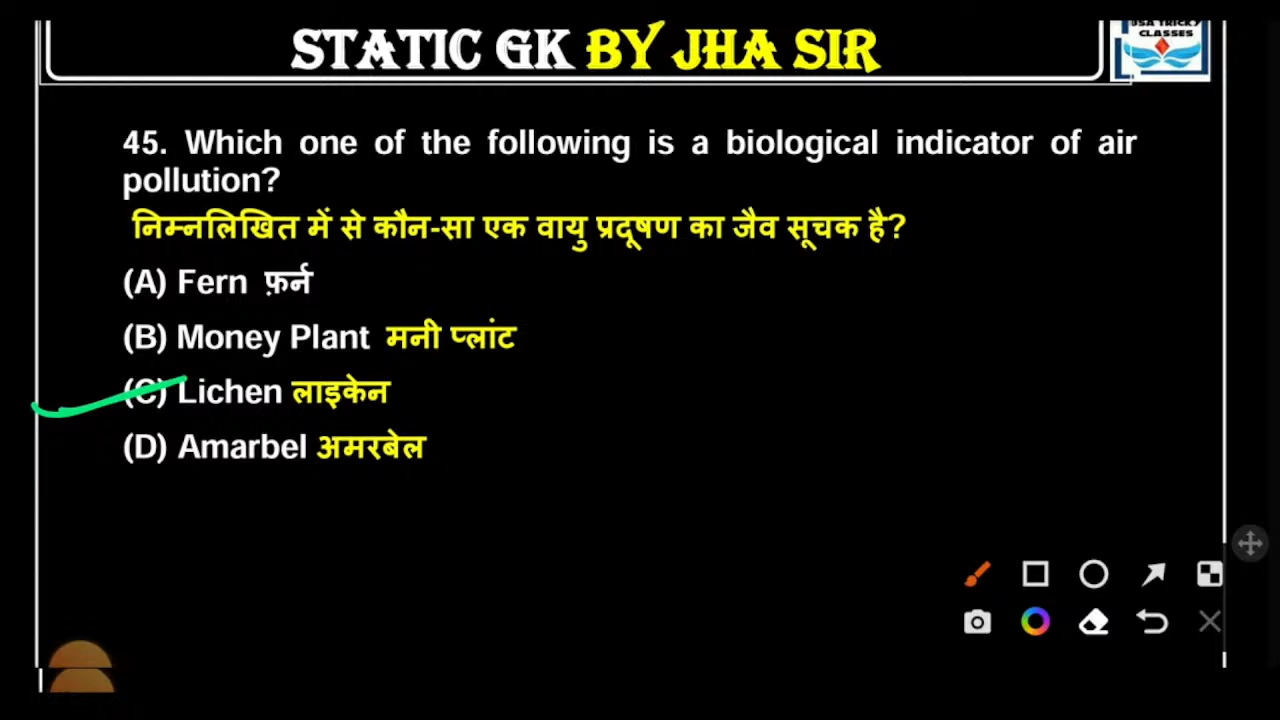 STATIC GK BY JHA SIR
CLASSES
45. Which one of the following is a biological indicator of air
pollution?
निम्नलिखित में से कौन-सा एक वायु प्रदूषण का जैव सूचक है?
(A) Fern फ़र्न
(B) Money Plant मनी प्लांट
(C) Lichen लाइकेन
(D) Amarbel अमरबेल